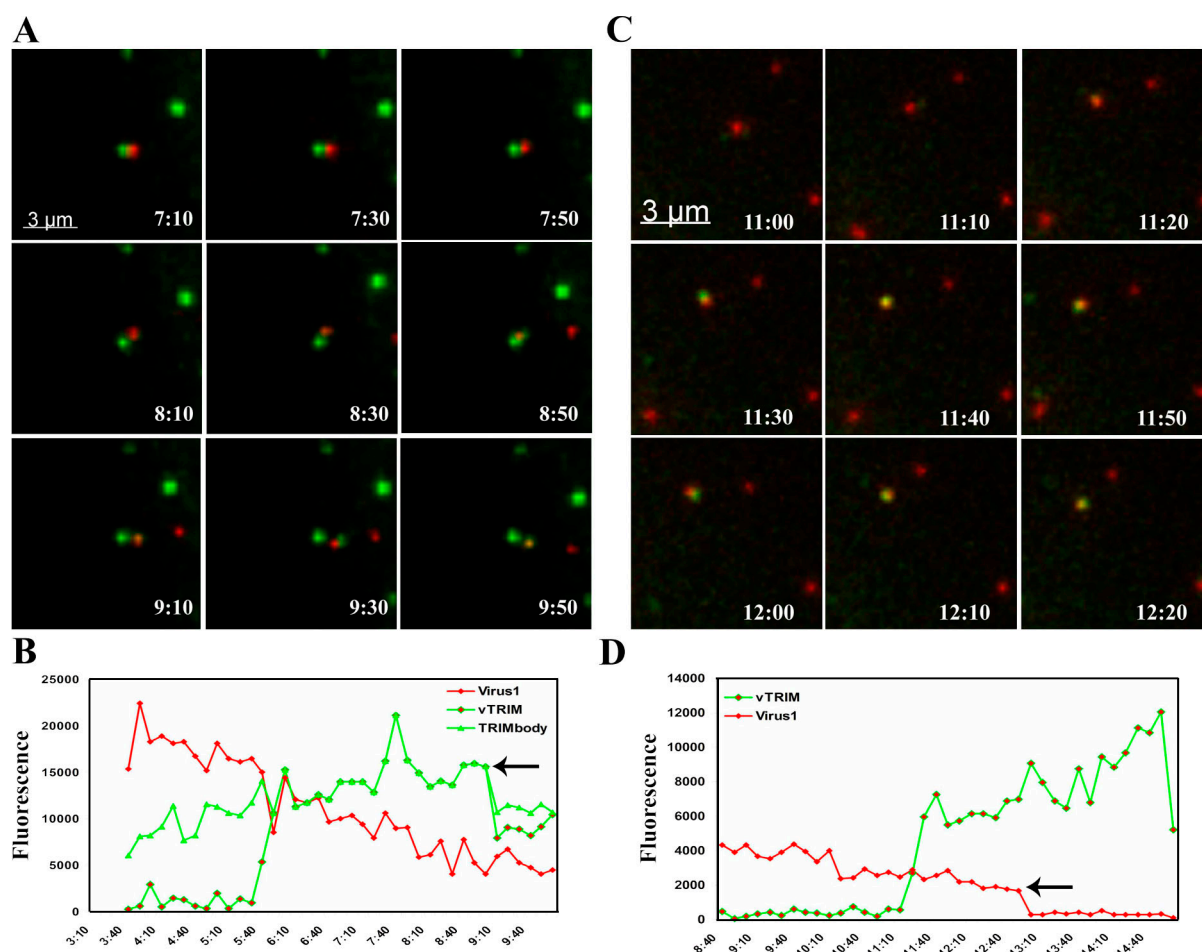 A
7:10 7:30 7:50
3 µm
8:10 8:30 8:50
9:10 9:30 9:50
B
Fluorescence
25000
20000
15000
10000
5000
0
Virus1
vTRIM
TRIMbody
3:10 3:40 4:10 4:40 5:10 5:40 6:10 6:40 7:10 7:40 8:10 8:40 9:10 9:40
C
11:00 11:10 11:20
3 µm
11:30 11:40 11:50
12:00 12:10 12:20
D
Fluorescence
14000
12000
10000
8000
6000
4000
2000
0
vTRIM
Virus1
8:40 9:10 9:40 10:10 10:40 11:10 11:40 12:10 12:40 13:10 13:40 14:10 14:40